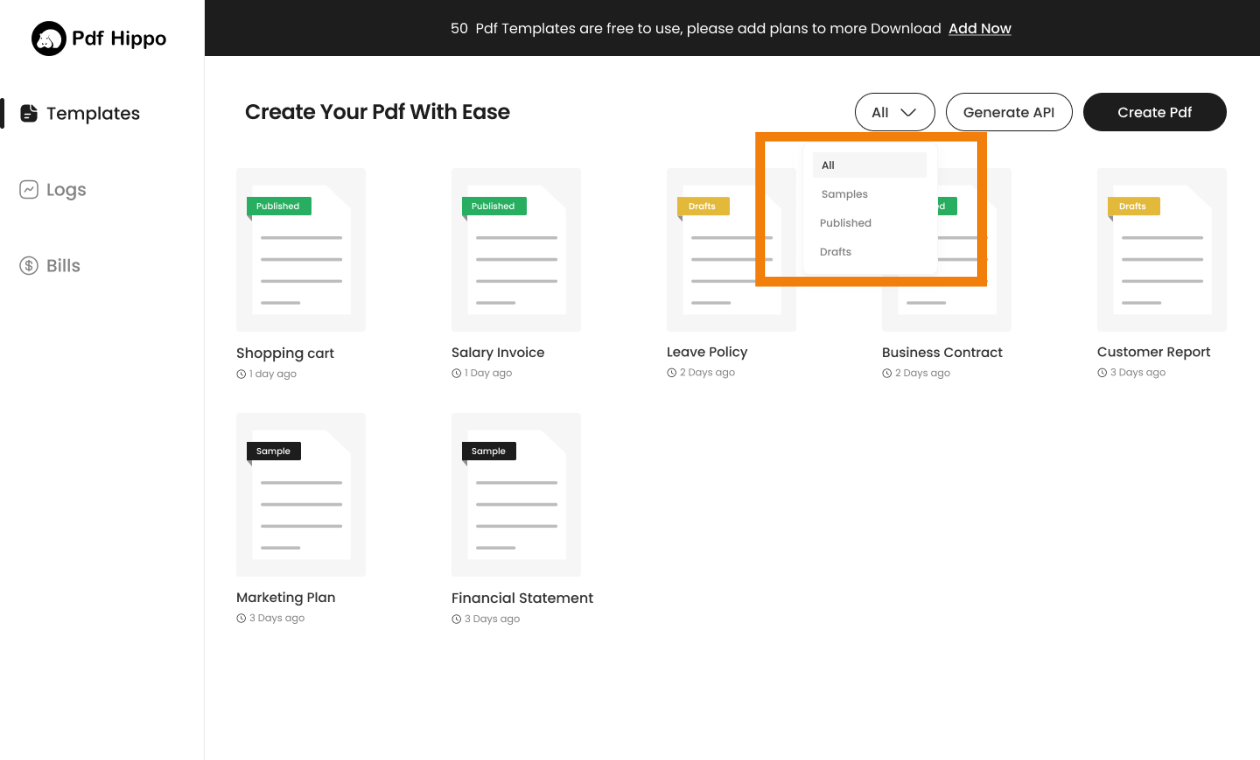 Pdf Hippo
50 Pdf Templates are free to use, please add plans to more Download Add Now
Templates
Logs
Bills
Create Your Pdf With Ease
All
Generate API
Create Pdf
All
Samples
Published
Drafts
Published
Published
Drafts
ed
Drafts
Shopping cart
Salary Invoice
Leave Policy
Business Contract
Customer Report
1 day ago
1 Day ago
2 Days ago
2 Days ago
3 Days ago
Sample
Sample
Marketing Plan
Financial Statement
3 Days ago
3 Days ago